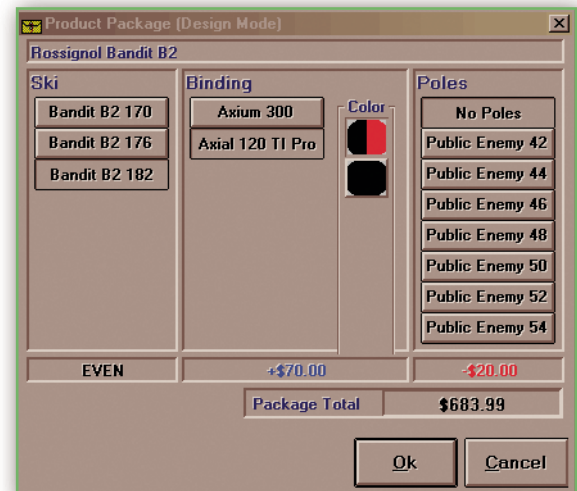 Product Package (Design Mode)
Rossignol Bandit B2
Ski
Bandit B2 170
Bandit B2 176
Bandit B2 182
Binding
Axium 300
Axial 120 TI Pro
Color
Poles
No Poles
Public Enemy 42
Public Enemy 44
Public Enemy 46
Public Enemy 48
Public Enemy 50
Public Enemy 52
Public Enemy 54
EVEN
+$70.00
-$20.00
Package Total
$683.99
Ok
Cancel